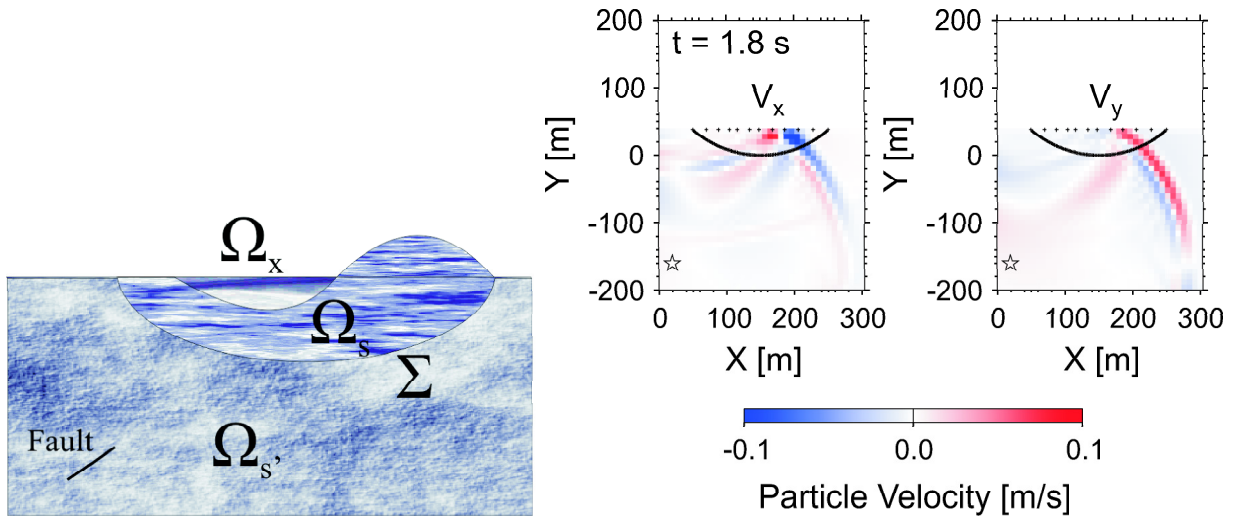 Ωx
Ωs
Σ
Fault
Ωs’
200
100
0
-100
-200
Y [m]
t = 1.8 s
Vx
0 100 200 300
X [m]
200
100
0
-100
-200
Y [m]
Vy
0 100 200 300
X [m]
-0.1 0.0 0.1
Particle Velocity [m/s]